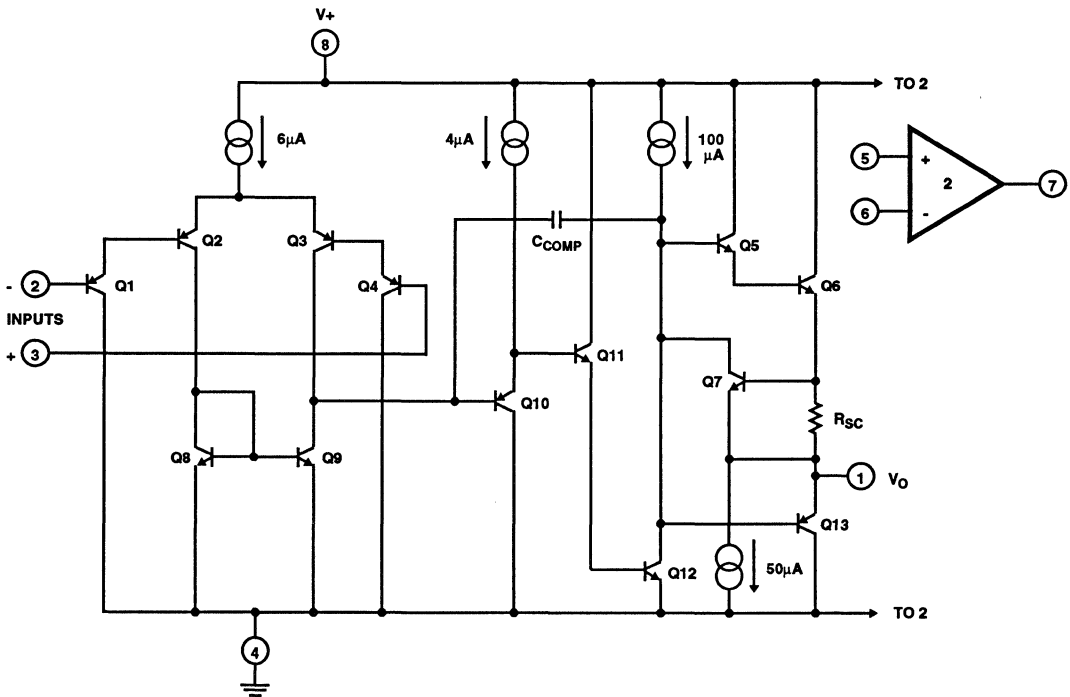 V+
8
TO 2
6µA
4µA
100
µA
5
+
2
7
6
-
Q2
Q3
CCOMP
Q5
- 2
Q1
Q4
Q6
INPUTS
+ 3
Q11
Q7
Q10
RSC
Q8
Q9
1
VO
Q13
Q12
50µA
TO 2
4